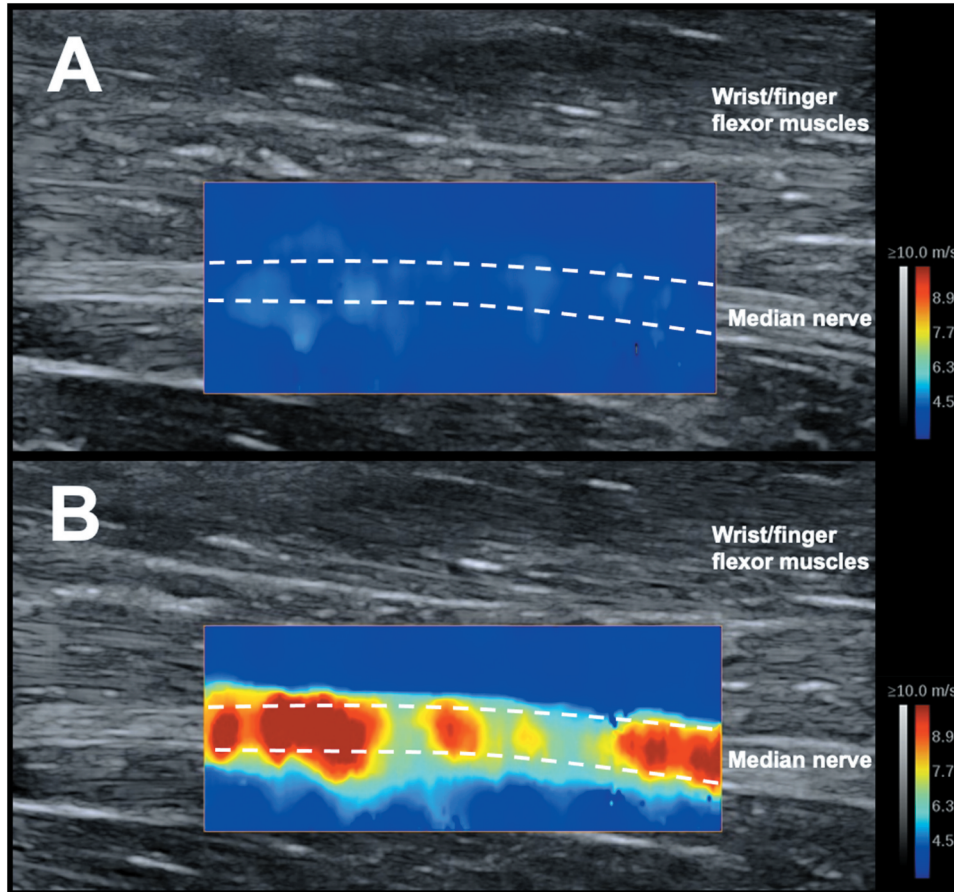 A
Wrist/finger
flexor muscles
≥10.0 m/s
8.9
7.7
6.3
4.5
Median nerve
B
Wrist/finger
flexor muscles
≥10.0 m/s
8.9
7.7
6.3
4.5
Median nerve